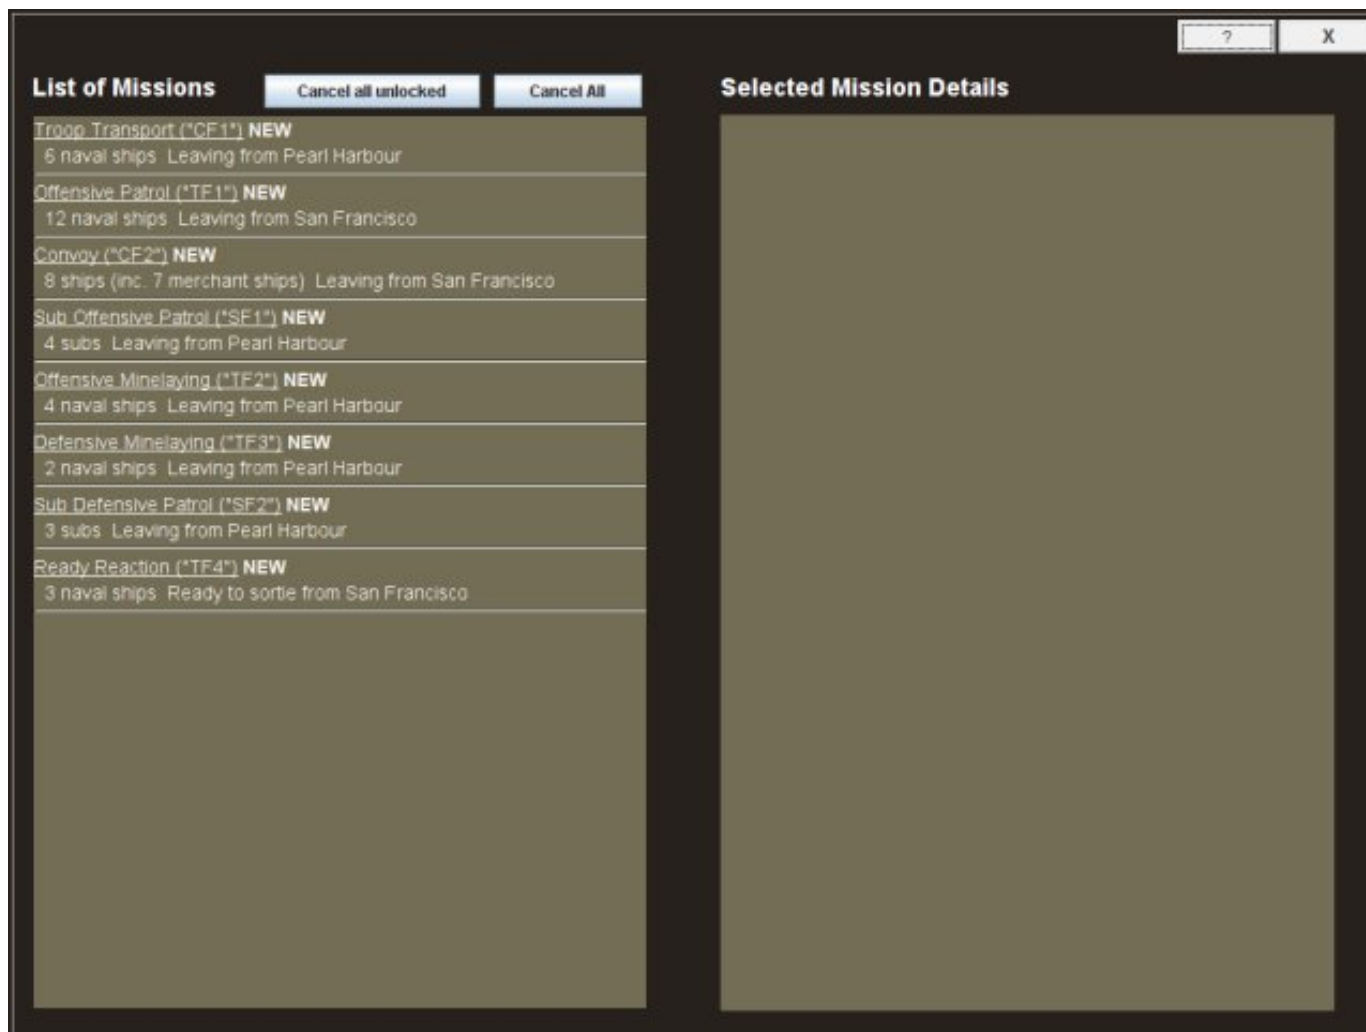 ? X
List of Missions Cancel all unlocked Cancel All Selected Mission Details
Troop Transport ("CF1") NEW
6 naval ships Leaving from Pearl Harbour
Offensive Patrol ("TF1") NEW
12 naval ships Leaving from San Francisco
Convoy ("CF2") NEW
8 ships (inc. 7 merchant ships) Leaving from San Francisco
Sub Offensive Patrol ("SF1") NEW
4 subs Leaving from Pearl Harbour
Offensive Minelaying ("TF2") NEW
4 naval ships Leaving from Pearl Harbour
Defensive Minelaying ("TF3") NEW
2 naval ships Leaving from Pearl Harbour
Sub Defensive Patrol ("SF2") NEW
3 subs Leaving from Pearl Harbour
Ready Reaction ("TF4") NEW
3 naval ships Ready to sortie from San Francisco